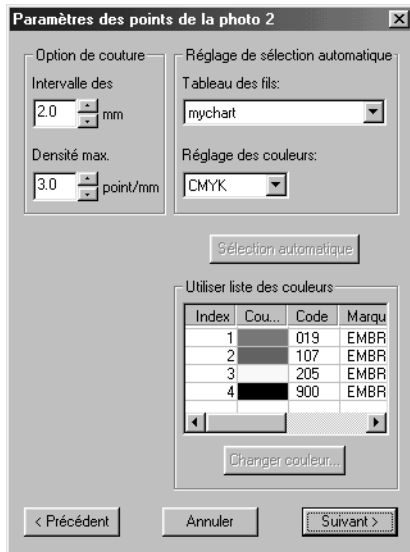 Paramètres des points de la photo 2
Option de couture
Intervalle des
2.0 mm
Densité max.
3.0 point/mm
Réglage de sélection automatique
Tableau des fils:
mychart
Réglage des couleurs:
CMYK
Sélection automatique
Utiliser liste des couleurs
Index Cou... Code Marqu
1 019 EMBR
2 107 EMBR
3 205 EMBR
4 900 EMBR
Changer couleur...
< Précédent Annuler Suivant >